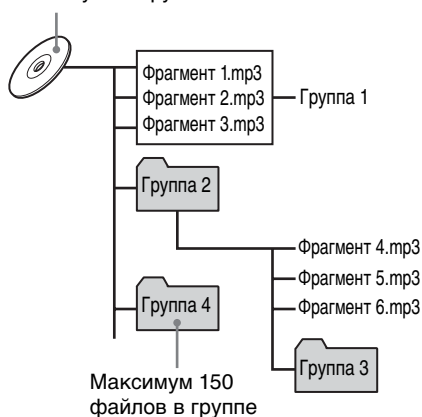 Фрагмент 1.mp3
Фрагмент 2.mp3
Фрагмент 3.mp3
Группа 1
Группа 2
Фрагмент 4.mp3
Фрагмент 5.mp3
Фрагмент 6.mp3
Группа 4
Группа 3
Максимум 150
файлов в группе